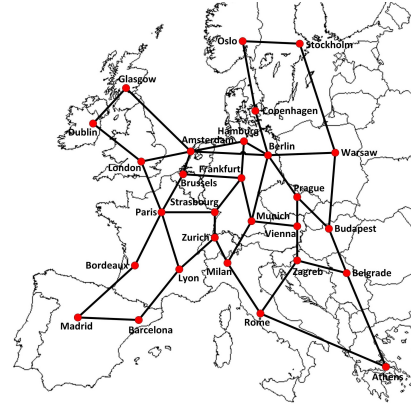 Oslo
Stockholm
Glasgow
Copenhagen
Dublin
Hamburg
Amsterdam
Berlin
Warsaw
London
Frankfurt
Brussels
Prague
Strasbourg
Paris
Munich
Vienna
Budapest
Zurich
Bordeaux
Lyon
Milan
Zagreb
Belgrade
Madrid
Barcelona
Rome
Athens